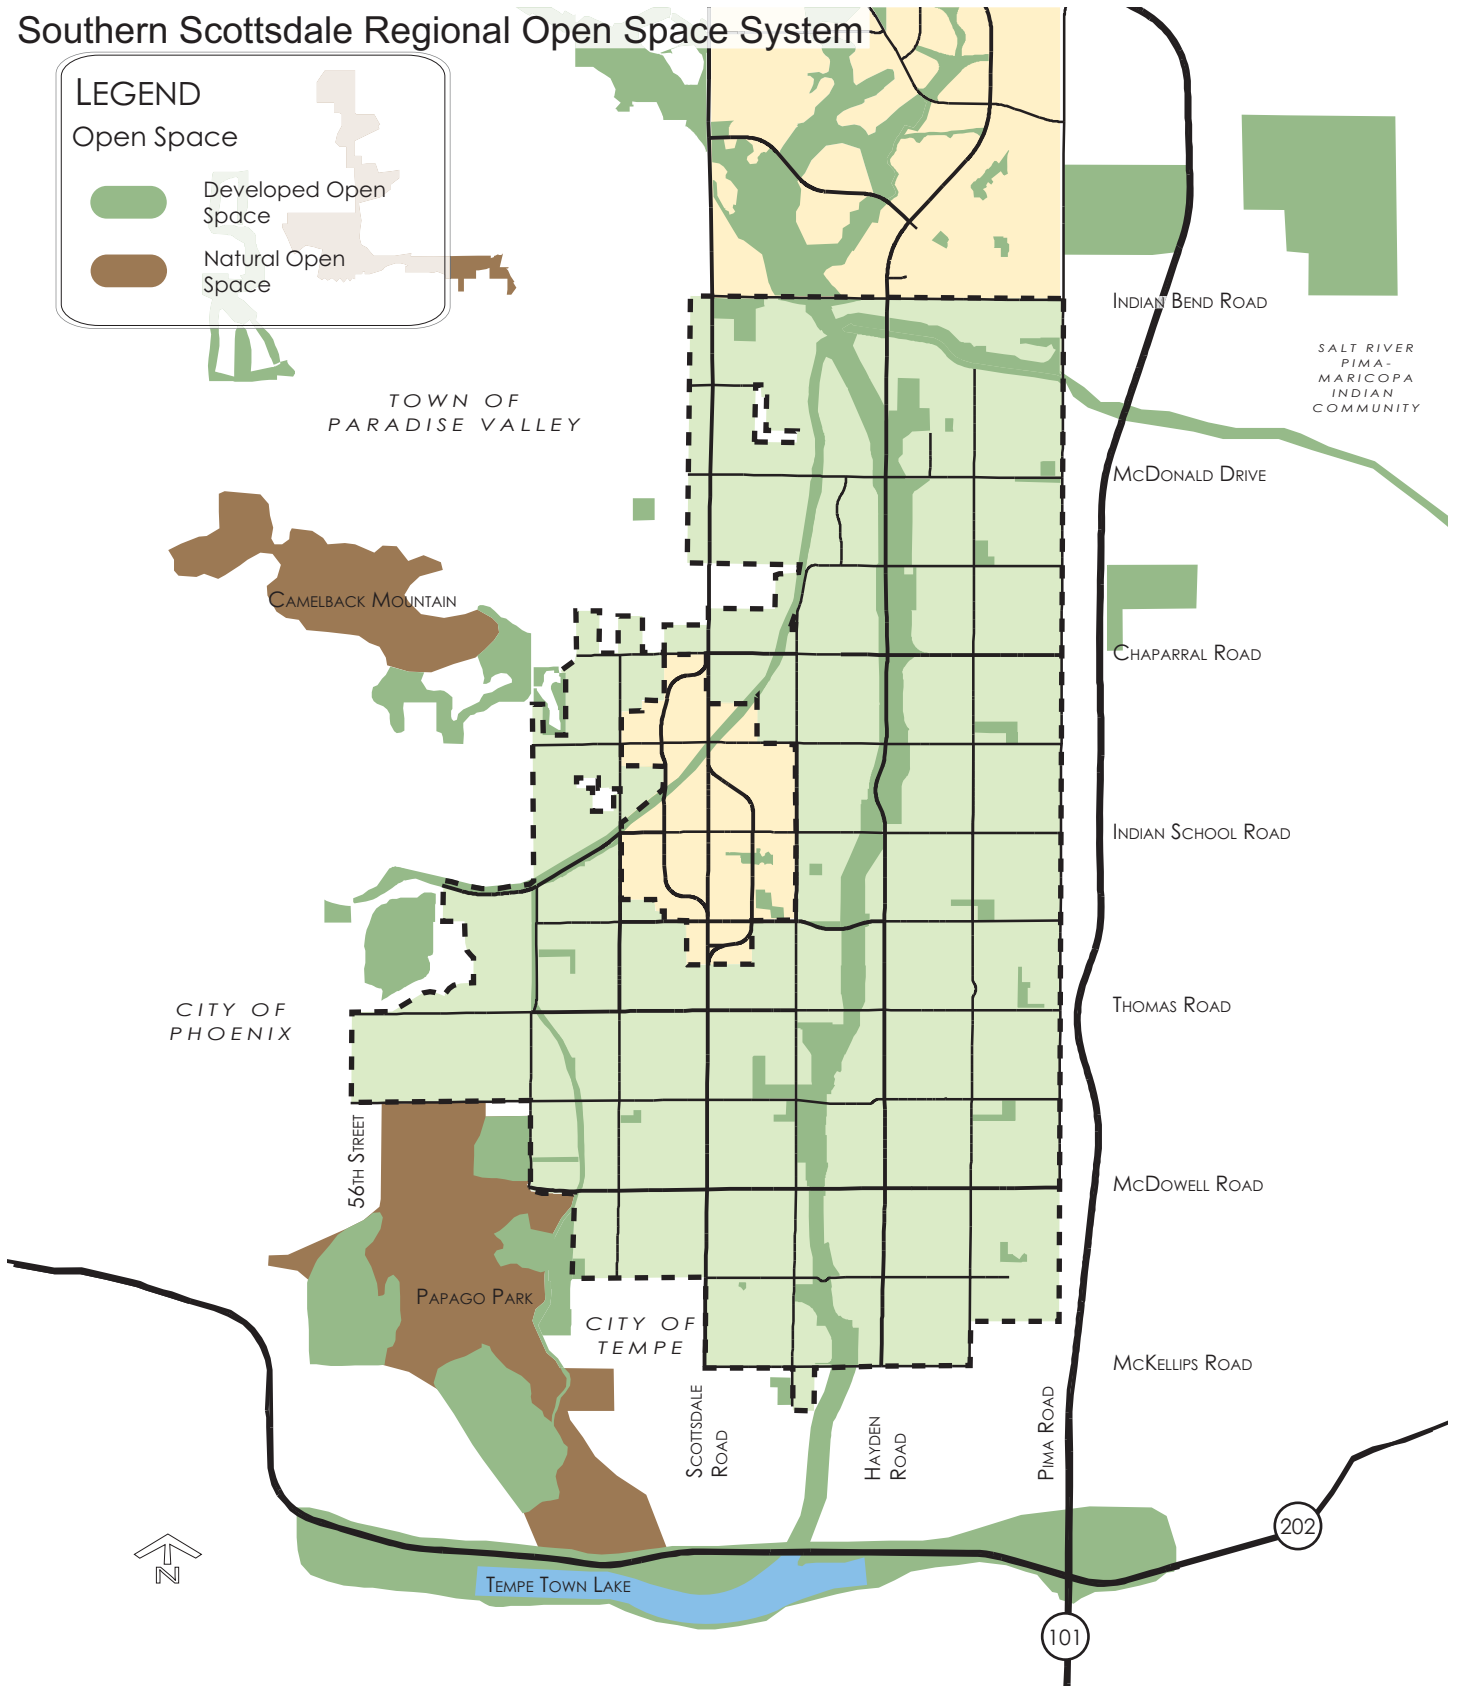 Southern Scottsdale Regional Open Space System
LEGEND
Open Space
Developed Open
Space
Natural Open
Space
INDIAN BEND ROAD
SALT RIVER
PIMA-
MARICOPA
INDIAN
COMMUNITY
TOWN OF
PARADISE VALLEY
MCDONALD DRIVE
CAMELBACK MOUNTAIN
CHAPARRAL ROAD
INDIAN SCHOOL ROAD
CITY OF
PHOENIX
THOMAS ROAD
56TH STREET
MCDOWELL ROAD
PAPAGO PARK
CITY OF
TEMPE
MCKELLIPS ROAD
SCOTTSDALE
ROAD
HAYDEN
ROAD
PIMA ROAD
202
N
TEMPE TOWN LAKE
101